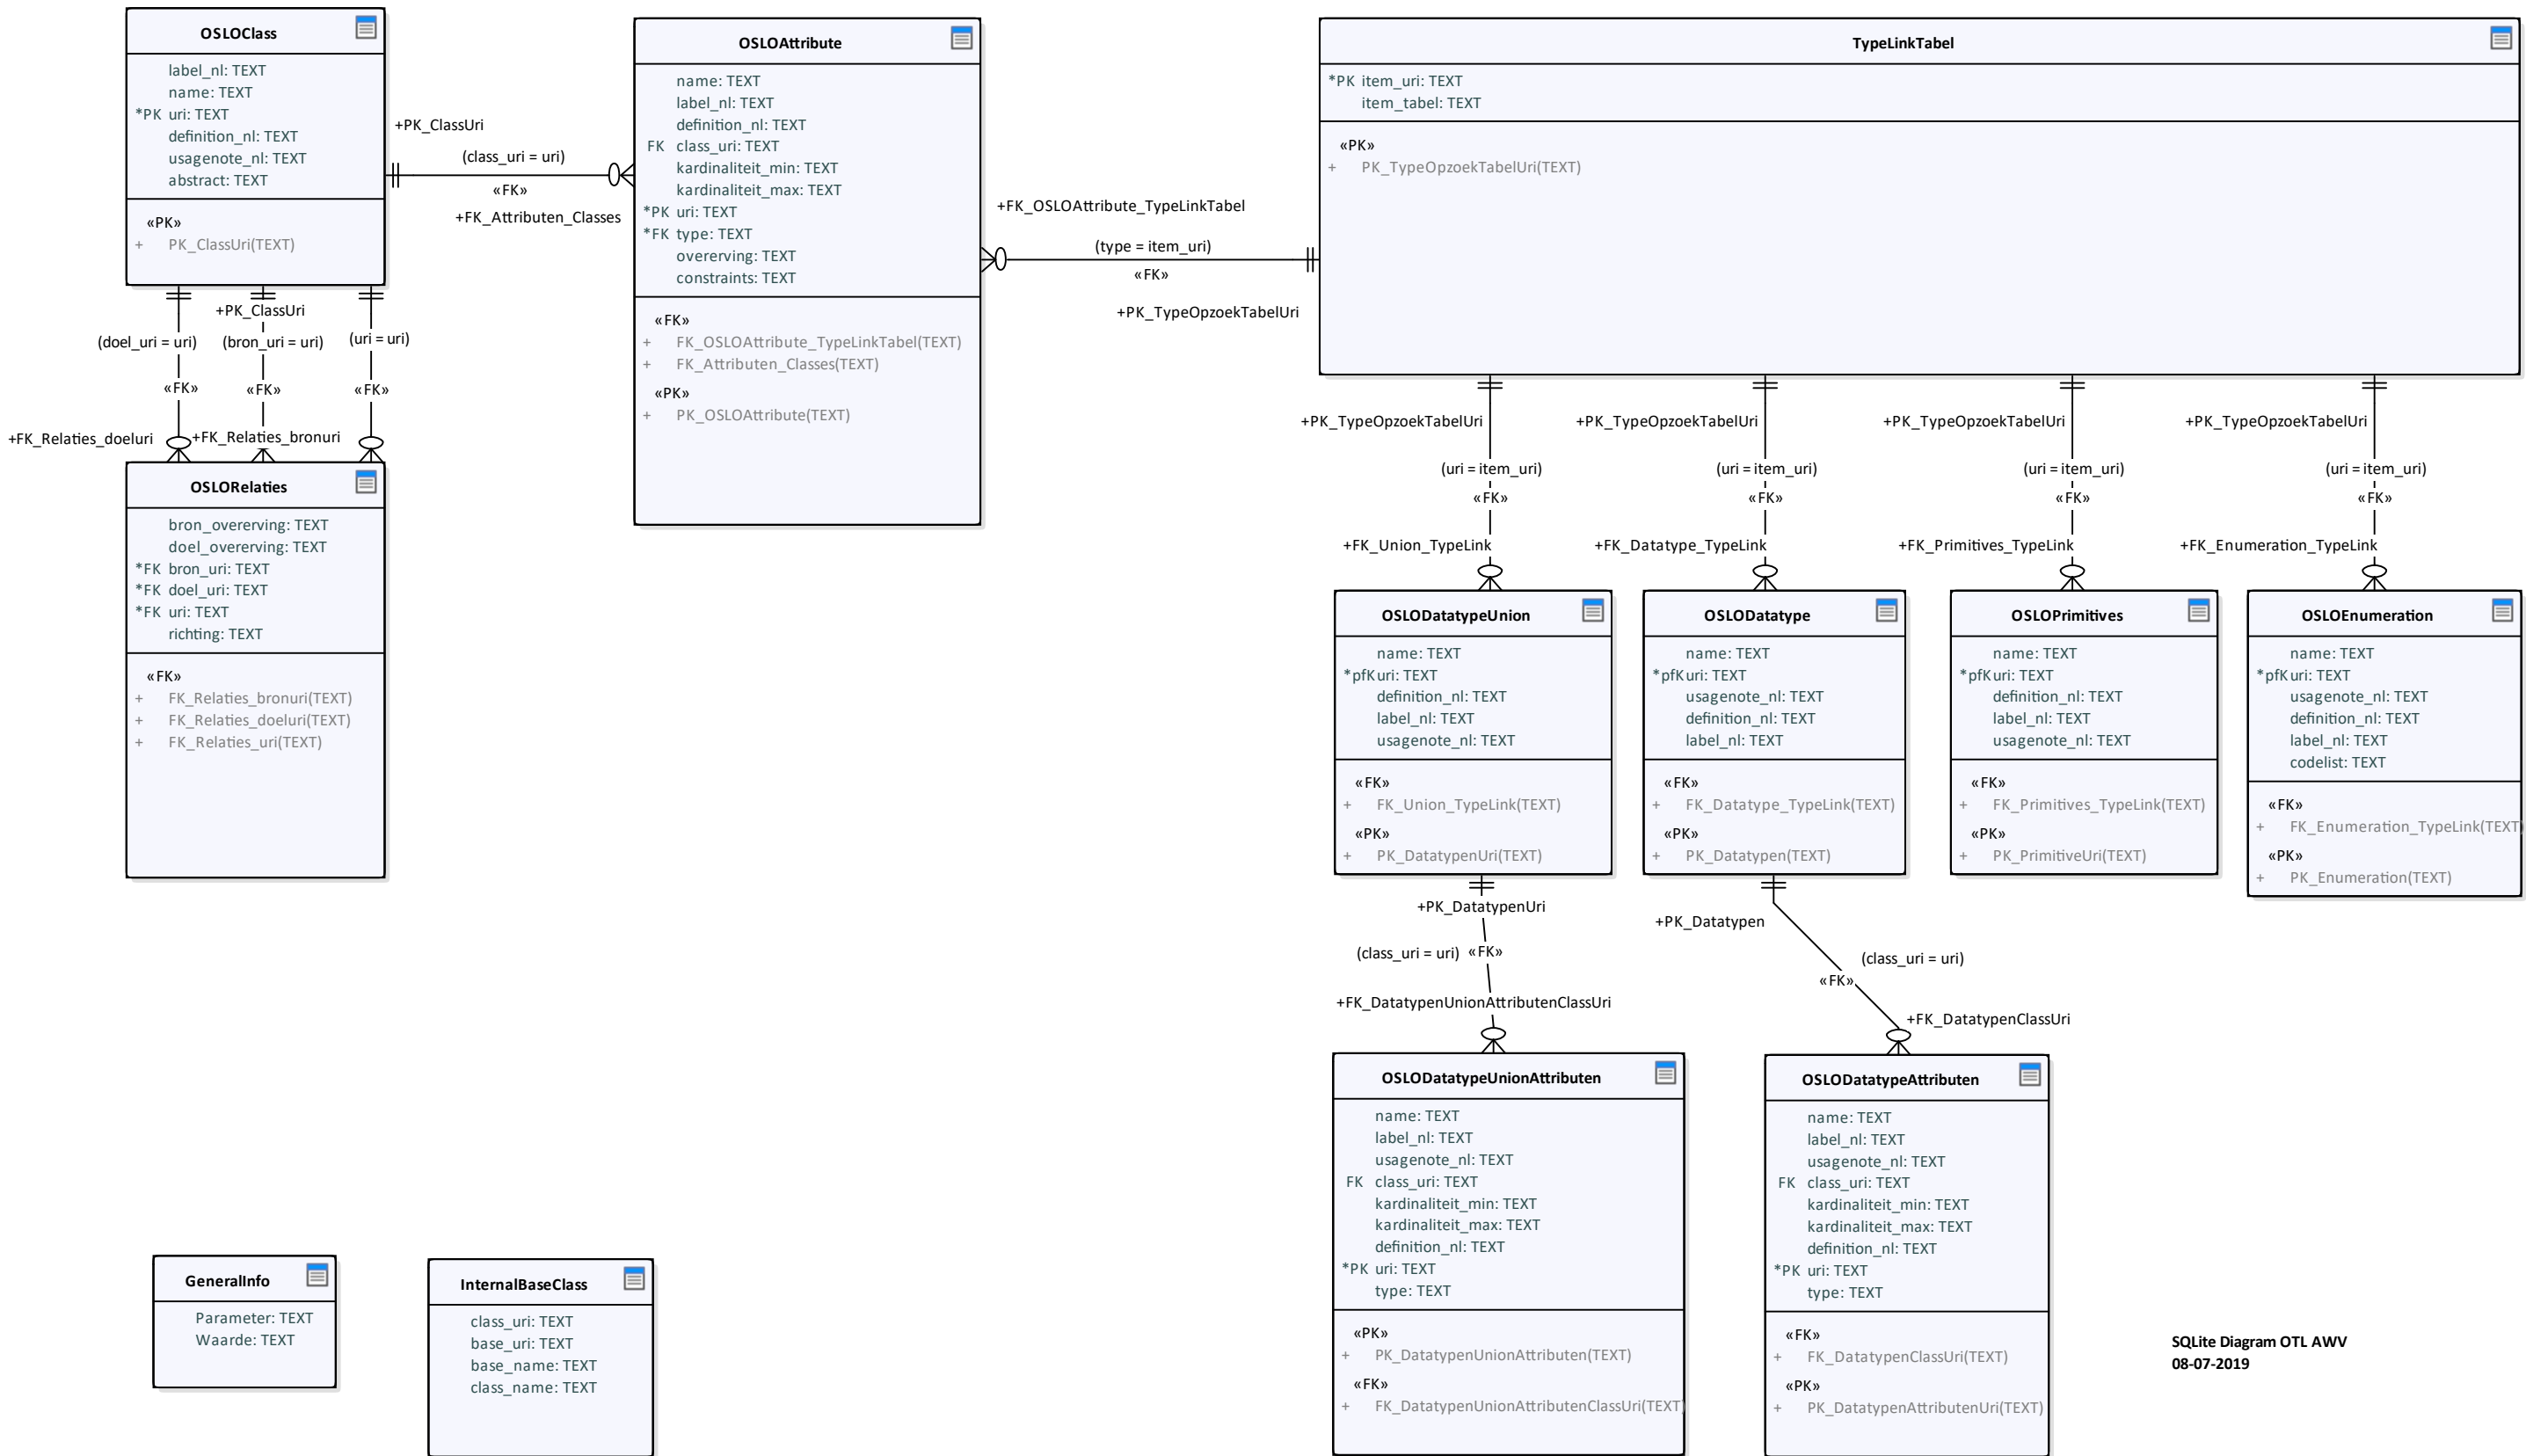 OSLOClass
label_nl: TEXT
name: TEXT
*PK uri: TEXT
definition_nl: TEXT
usagenote_nl: TEXT
abstract: TEXT
«PK»
+ PK_ClassUri(TEXT)
+PK_ClassUri
(class_uri = uri)
«FK»
+FK_Attributen_Classes
OSLOAttribute
name: TEXT
label_nl: TEXT
definition_nl: TEXT
FK class_uri: TEXT
kardinaliteit_min: TEXT
kardinaliteit_max: TEXT
*PK uri: TEXT
*FK type: TEXT
overerving: TEXT
constraints: TEXT
«FK»
+ FK_OSLOAttribute_TypeLinkTabel(TEXT)
+ FK_Attributen_Classes(TEXT)
«PK»
+ PK_OSLOAttribute(TEXT)
+FK_OSLOAttribute_TypeLinkTabel
(type = item_uri)
«FK»
+PK_TypeOpzoekTabelUri
TypeLinkTabel
*PK item_uri: TEXT
item_tabel: TEXT
«PK»
+ PK_TypeOpzoekTabelUri(TEXT)
+PK_ClassUri
(doel_uri = uri) (bron_uri = uri) (uri = uri)
«FK» «FK» «FK»
+FK_Relaties_doeluri +FK_Relaties_bronuri
OSLORelaties
bron_overerving: TEXT
doel_overerving: TEXT
*FK bron_uri: TEXT
*FK doel_uri: TEXT
*FK uri: TEXT
richting: TEXT
«FK»
+ FK_Relaties_bronuri(TEXT)
+ FK_Relaties_doeluri(TEXT)
+ FK_Relaties_uri(TEXT)
+PK_TypeOpzoekTabelUri +PK_TypeOpzoekTabelUri +PK_TypeOpzoekTabelUri +PK_TypeOpzoekTabelUri
(uri = item_uri) (uri = item_uri) (uri = item_uri) (uri = item_uri)
«FK» «FK» «FK» «FK»
+FK_Union_TypeLink +FK_Datatype_TypeLink +FK_Primitives_TypeLink +FK_Enumeration_TypeLink
OSLODatatypeUnion
name: TEXT
*pfK uri: TEXT
definition_nl: TEXT
label_nl: TEXT
usagenote_nl: TEXT
«FK»
+ FK_Union_TypeLink(TEXT)
«PK»
+ PK_DatatypenUri(TEXT)
OSLODatatype
name: TEXT
*pfK uri: TEXT
usagenote_nl: TEXT
definition_nl: TEXT
label_nl: TEXT
«FK»
+ FK_Datatype_TypeLink(TEXT)
«PK»
+ PK_Datatypen(TEXT)
OSLOPrimitives
name: TEXT
*pfK uri: TEXT
definition_nl: TEXT
label_nl: TEXT
usagenote_nl: TEXT
«FK»
+ FK_Primitives_TypeLink(TEXT)
«PK»
+ PK_PrimitiveUri(TEXT)
OSLOEnumeration
name: TEXT
*pfK uri: TEXT
usagenote_nl: TEXT
definition_nl: TEXT
label_nl: TEXT
codelist: TEXT
«FK»
+ FK_Enumeration_TypeLink(TEXT)
«PK»
+ PK_Enumeration(TEXT)
+PK_DatatypenUri
(class_uri = uri) «FK»
+FK_DatatypenUnionAttributenClassUri
+PK_Datatypen
(class_uri = uri)
«FK»
+FK_DatatypenClassUri
OSLODatatypeUnionAttributen
name: TEXT
label_nl: TEXT
usagenote_nl: TEXT
FK class_uri: TEXT
kardinaliteit_min: TEXT
kardinaliteit_max: TEXT
definition_nl: TEXT
*PK uri: TEXT
type: TEXT
«PK»
+ PK_DatatypenUnionAttributen(TEXT)
«FK»
+ FK_DatatypenUnionAttributenClassUri(TEXT)
OSLODatatypeAttributen
name: TEXT
label_nl: TEXT
usagenote_nl: TEXT
FK class_uri: TEXT
kardinaliteit_min: TEXT
kardinaliteit_max: TEXT
definition_nl: TEXT
*PK uri: TEXT
type: TEXT
«FK»
+ FK_DatatypenClassUri(TEXT)
«PK»
+ PK_DatatypenAttributenUri(TEXT)
GeneralInfo
Parameter: TEXT
Waarde: TEXT
InternalBaseClass
class_uri: TEXT
base_uri: TEXT
base_name: TEXT
class_name: TEXT
SQLite Diagram OTL AWV
08-07-2019